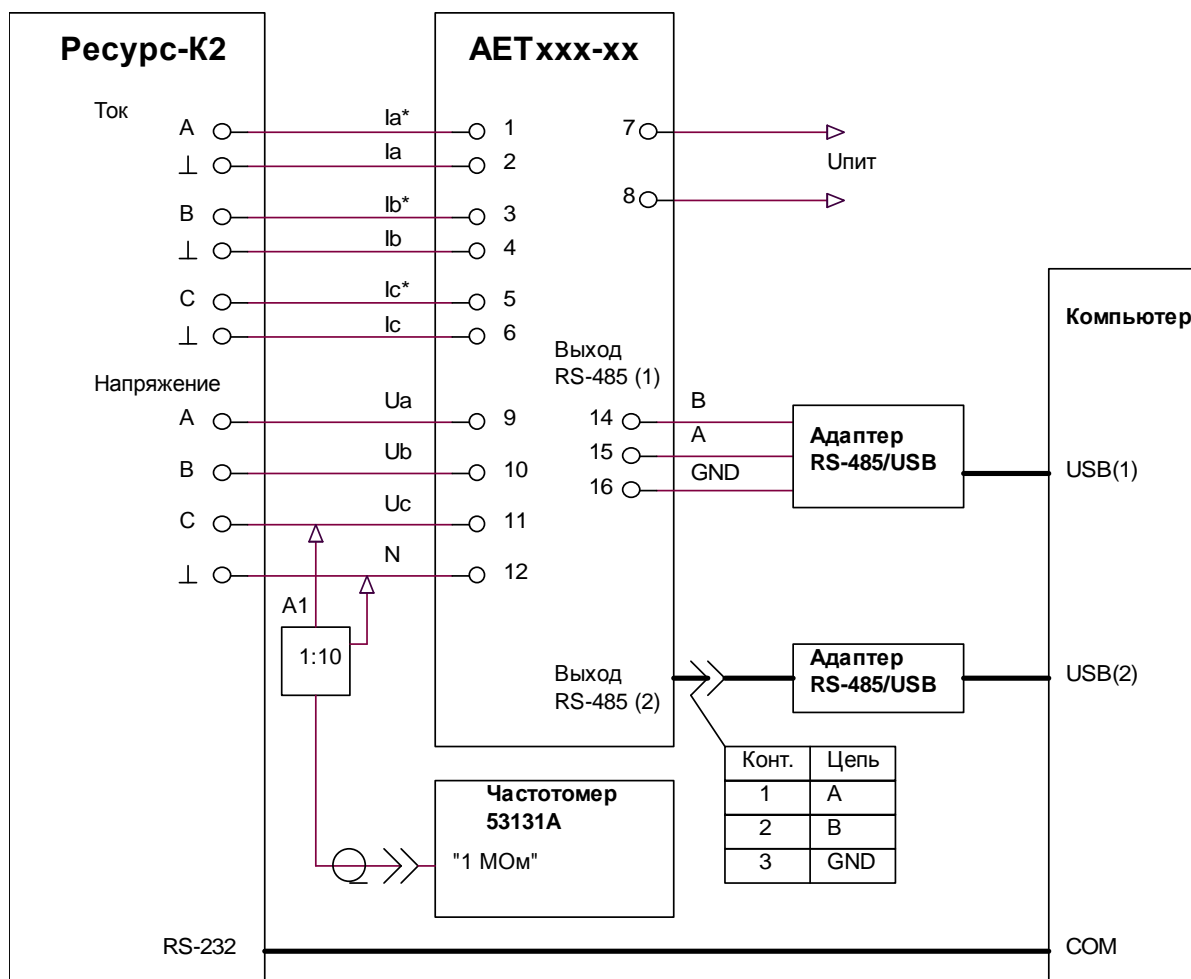 Ресурс-К2
АЕТxxx-xx
Ток
A Ia* 1 7
⊥ Ia 2 Uпит
B Ib* 3 8
⊥ Ib 4
C Ic* 5
⊥ Ic 6
Компьютер
Выход
RS-485 (1)
Напряжение
A Ua 9 14 B
15 A
16 GND
Адаптер
RS-485/USB
USB(1)
B Ub 10
C Uc 11
⊥ N 12
A1
1:10
Выход
RS-485 (2)
Адаптер
RS-485/USB
USB(2)
Конт. Цепь
1 A
2 B
3 GND
Частотомер
53131A
"1 МОм"
RS-232 COM